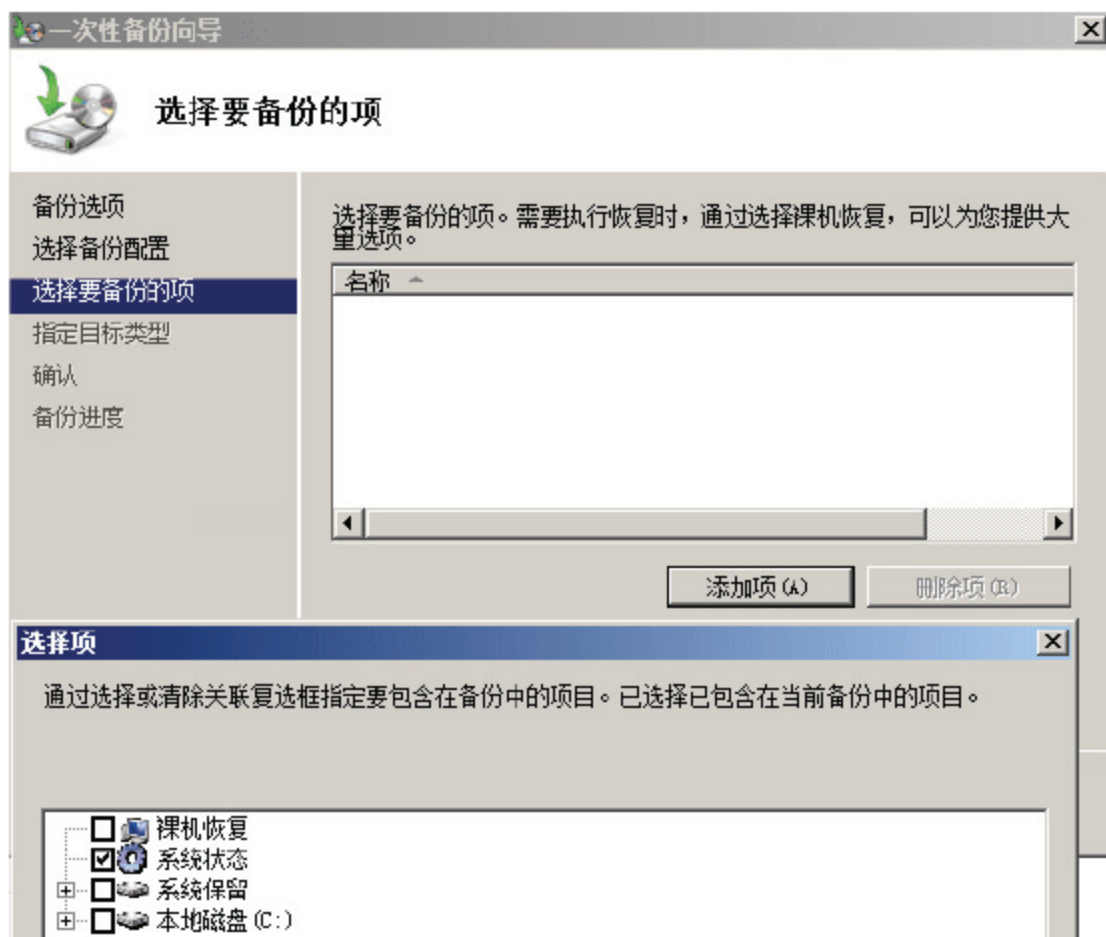 一次性备份向导
选择要备份的项
备份选项
选择备份配置
选择要备份的项
指定目标类型
确认
备份进度
选择要备份的项。需要执行恢复时，通过选择裸机恢复，可以为您提供大
量选项。
名称
添加项(A)
删除项(R)
选择项
通过选择或清除关联复选框指定要包含在备份中的项目。已选择已包含在当前备份中的项目。
裸机恢复
系统状态
系统保留
本地磁盘(C:)